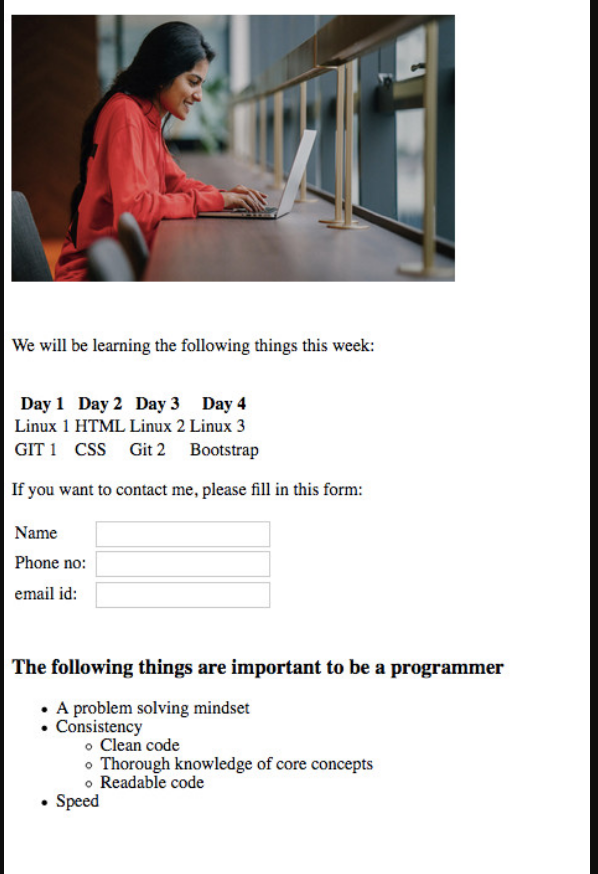 We will be learning the following things this week:
Day 1 Day 2 Day 3 Day 4
Linux 1 HTML Linux 2 Linux 3
GIT 1 CSS Git 2 Bootstrap
If you want to contact me, please fill in this form:
Name
Phone no:
email id:
The following things are important to be a programmer
A problem solving mindset
Consistency
Clean code
Thorough knowledge of core concepts
Readable code
Speed